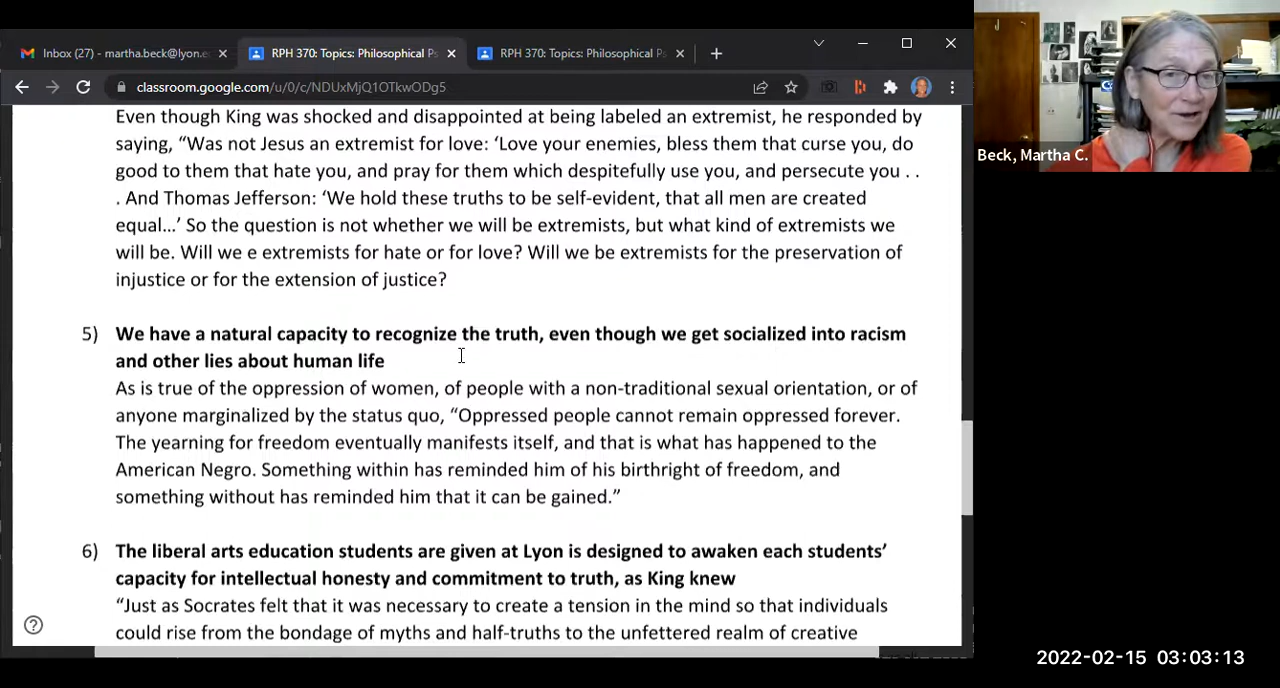 Inbox (27) - martha.beck@lyon.e
RPH 370: Topics: Philosophical Ps
RPH 370: Topics: Philosophical Ps
classroom.google.com/u/0/c/NDUxMjQ1OTkwODg5
Beck, Martha C.
Even though King was shocked and disappointed at being labeled an extremist, he responded by
saying, “Was not Jesus an extremist for love: ‘Love your enemies, bless them that curse you, do
good to them that hate you, and pray for them which despitefully use you, and persecute you . .
. And Thomas Jefferson: ‘We hold these truths to be self-evident, that all men are created
equal...’ So the question is not whether we will be extremists, but what kind of extremists we
will be. Will we e extremists for hate or for love? Will we be extremists for the preservation of
injustice or for the extension of justice?
5) We have a natural capacity to recognize the truth, even though we get socialized into racism
and other lies about human life
As is true of the oppression of women, of people with a non-traditional sexual orientation, or of
anyone marginalized by the status quo, “Oppressed people cannot remain oppressed forever.
The yearning for freedom eventually manifests itself, and that is what has happened to the
American Negro. Something within has reminded him of his birthright of freedom, and
something without has reminded him that it can be gained.”
6) The liberal arts education students are given at Lyon is designed to awaken each students’
capacity for intellectual honesty and commitment to truth, as King knew
“Just as Socrates felt that it was necessary to create a tension in the mind so that individuals
could rise from the bondage of myths and half-truths to the unfettered realm of creative
2022-02-15 03:03:13